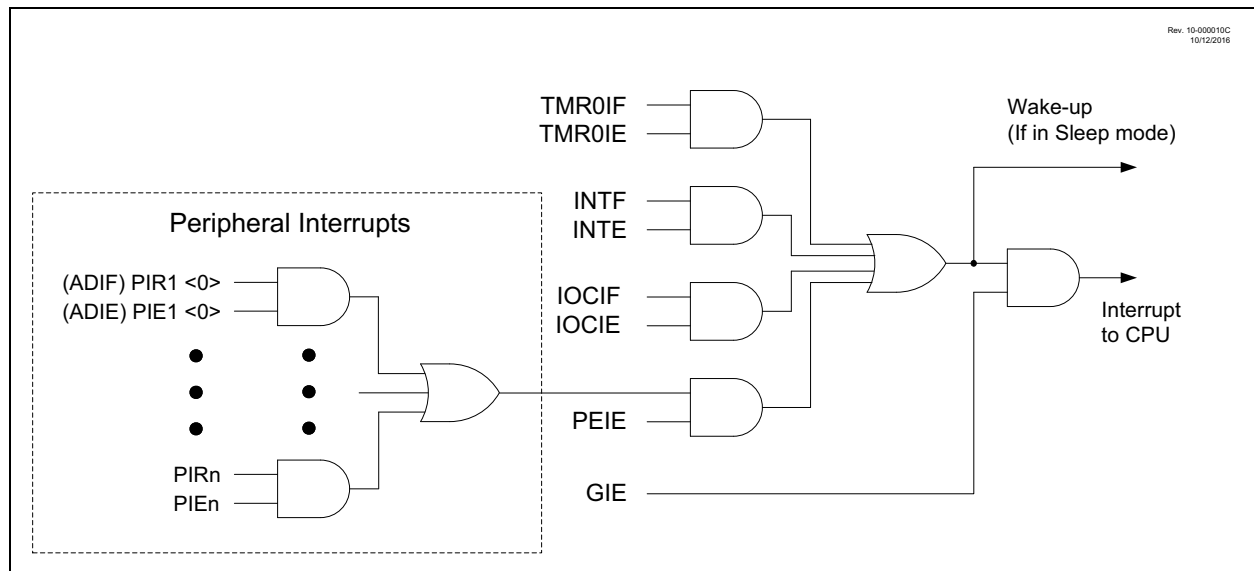 Rev. 10-000010C
10/12/2016
TMR0IF
TMR0IE
Wake-up
(If in Sleep mode)
INTF
INTE
Peripheral Interrupts
(ADIF) PIR1 <0>
(ADIE) PIE1 <0>
IOCIF
IOCIE
Interrupt
to CPU
PEIE
PIRn
PIEn
GIE